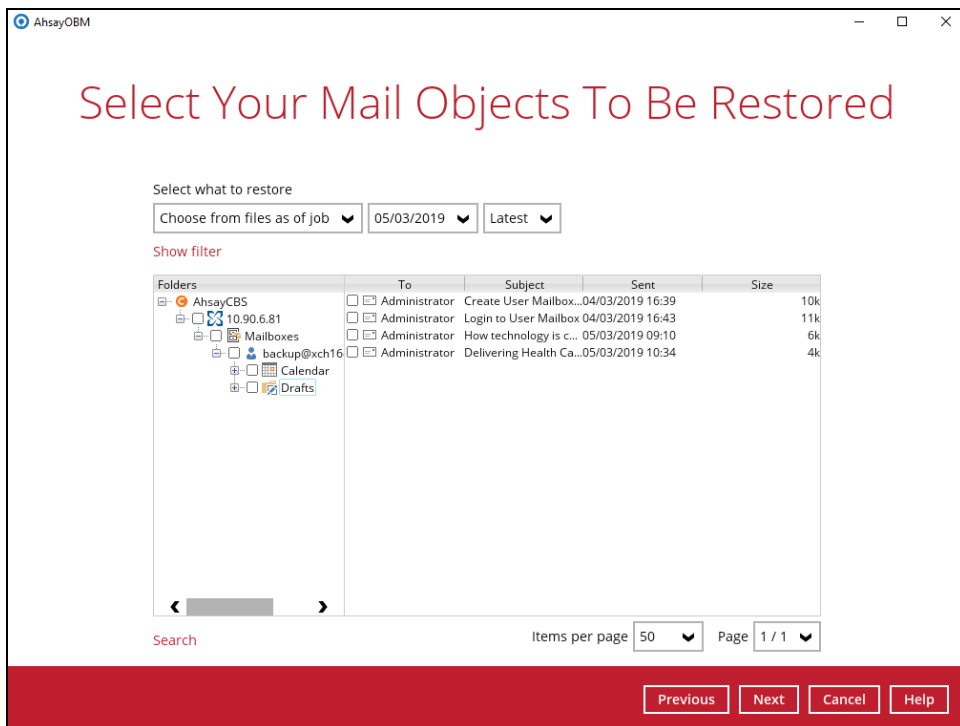 AhsayOBM
Select Your Mail Objects To Be Restored
Select what to restore
Choose from files as of job 05/03/2019 Latest
Show filter
Folders To Subject Sent Size
AhsayCBS Administrator Create User Mailbox...04/03/2019 16:39 10k
10.90.6.81 Administrator Login to User Mailbox 04/03/2019 16:43 11k
Mailboxes Administrator How technology is c... 05/03/2019 09:10 6k
backup@xch16 Administrator Delivering Health Ca...05/03/2019 10:34 4k
Calendar
Drafts
Search Items per page 50 Page 1 / 1
Previous Next Cancel Help